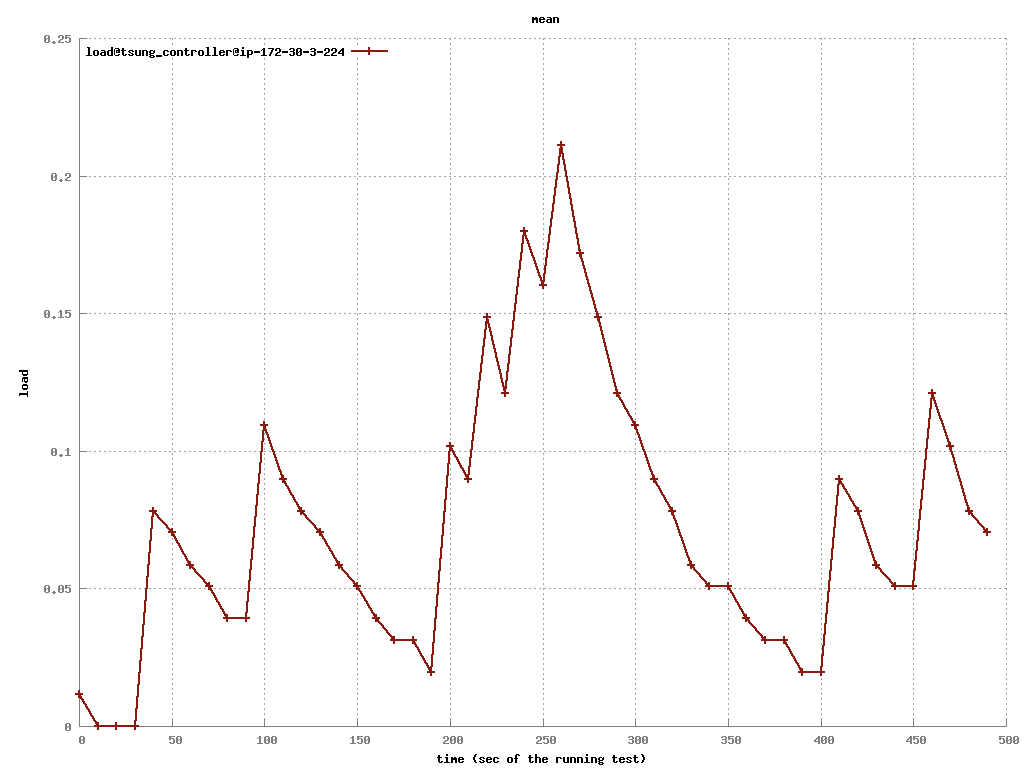 mean
0.25
load@tsung_controller@ip-172-30-3-224
0.2
0.15
load
0.1
0.05
0
0 50 100 150 200 250 300 350 400 450 500
time (sec of the running test)